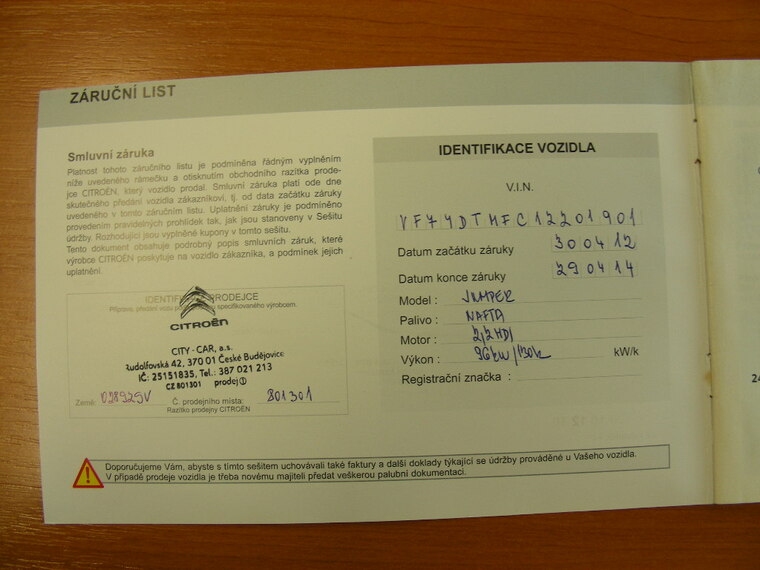 ZÁRUČNÍ LIST
Smluvní záruka
Platnost tohoto záručního listu je podmíněna řádným vyplněním
níže uvedeného rámečku a otisknutím obchodního razítka prode-
jce CITROËN, který vozidlo prodal. Smluvní záruka platí ode dne
skutečného předání vozidla zákazníkovi, tj. od data začátku záruky
uvedeného v tomto záručním listu. Uplatnění záruky je podmíněno
provedením pravidelných prohlídek tak, jak jsou stanoveny v Sešitu
údržby. Rozhodující jsou vyplněné kupony v tomto sešitu.
Tento dokument obsahuje podrobný popis smluvních záruk, které
výrobce CITROËN poskytuje na vozidlo zákazníka, a podmínek jejich
uplatnění.
IDENTIFIKACE PRODEJCE
CITROËN
CITY - CAR, a.s.
Rudolfovská 42, 370 01 České Budějovice
IČ: 25151835, Tel.: 387 021 213
CZ 801301 prodej ①
Země: 028925V Č. prodejního místa: 801301
Razítko prodejny CITROËN
IDENTIFIKACE VOZIDLA
V.I.N.
VF7YDTMFC12201901
Datum začátku záruky 300412
Datum konce záruky 290414
Model : JUMPER
Palivo : NAFTA
Motor : 2,2HDI
Výkon : 96kw/130k kW/k
Registrační značka :
Doporučujeme Vám, abyste s tímto sešitem uchovávali také faktury a další doklady týkající se údržby prováděné u Vašeho vozidla.
V případě prodeje vozidla je třeba novému majiteli předat veškerou palubní dokumentaci.